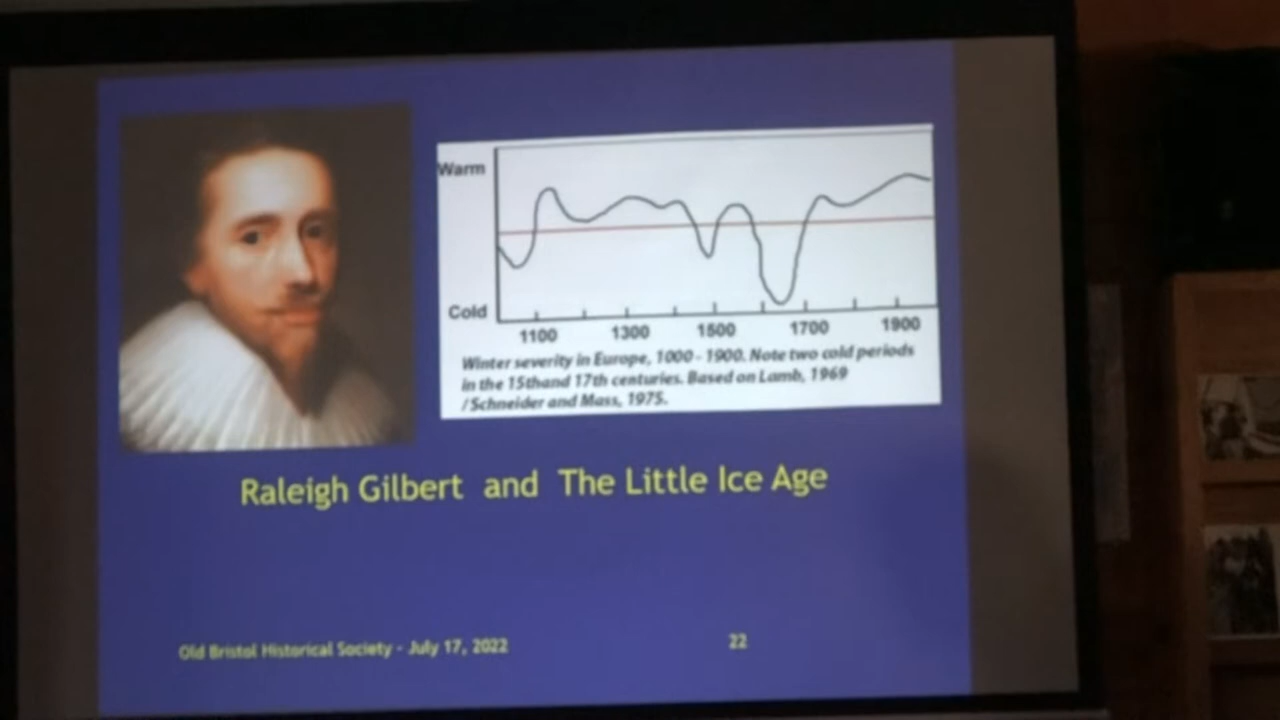 Warm
Cold
1100 1300 1500 1700 1900
Winter severity in Europe, 1000 - 1900. Note two cold periods
in the 15thand 17th centuries. Based on Lamb, 1969
/ Schneider and Mass, 1975.
Raleigh Gilbert and The Little Ice Age
Old Bristol Historical Society - July 17, 2022
22